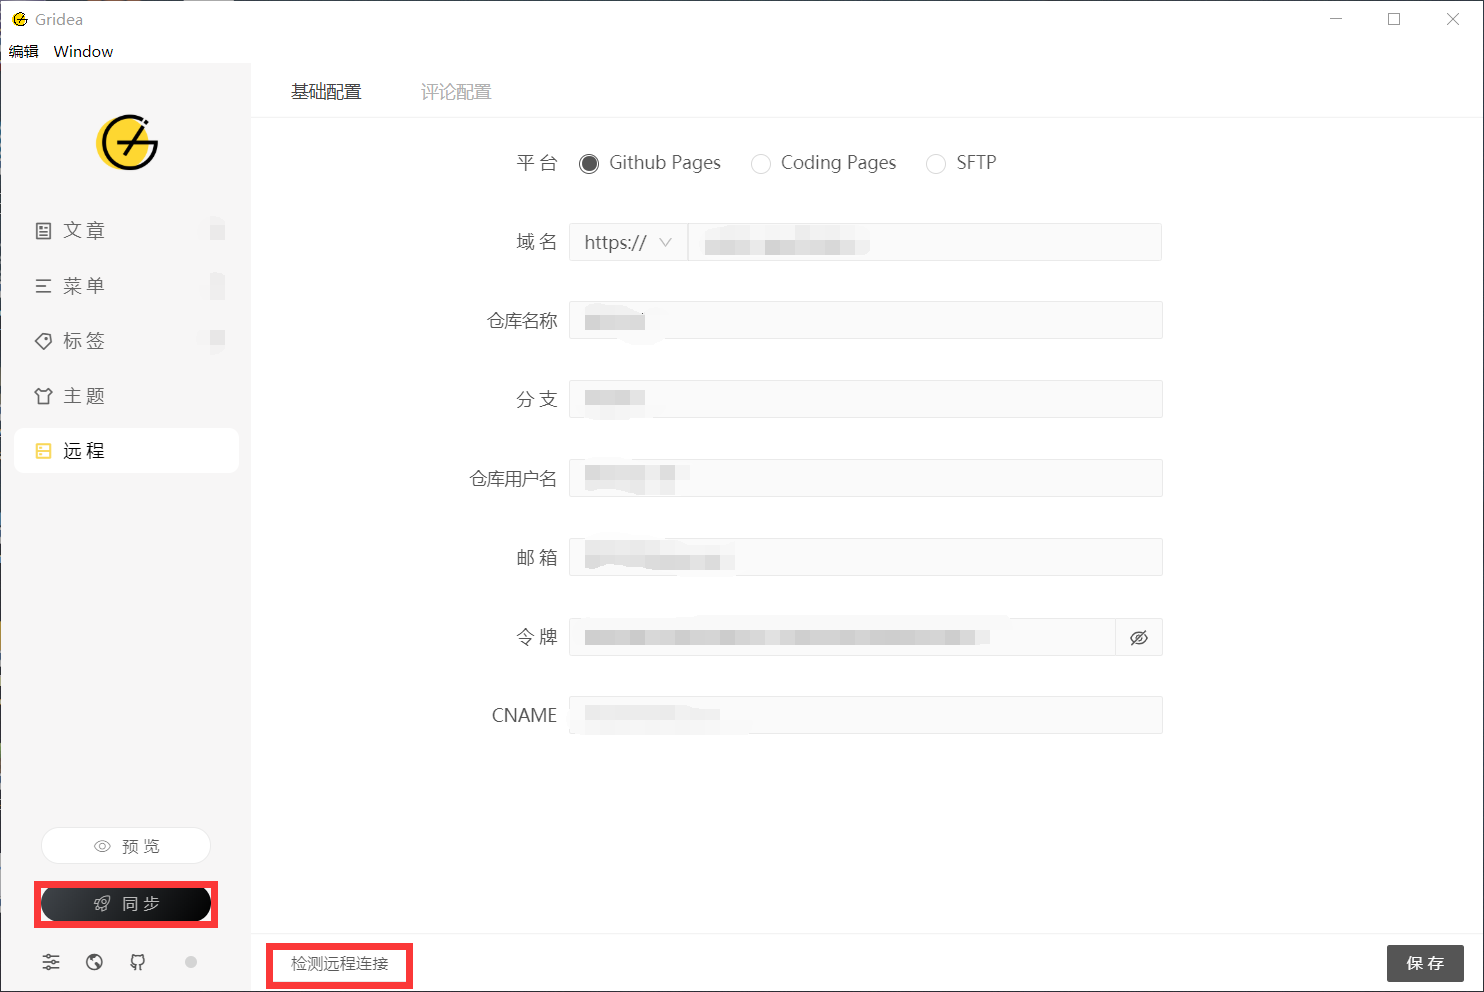 Gridea
编辑 Window
基础配置 评论配置
平台 Github Pages Coding Pages SFTP
文章
域名 https://
菜单
仓库名称
标签
主题
分支
远程
仓库用户名
邮箱
令牌
CNAME
预览
同步
检测远程连接
保存